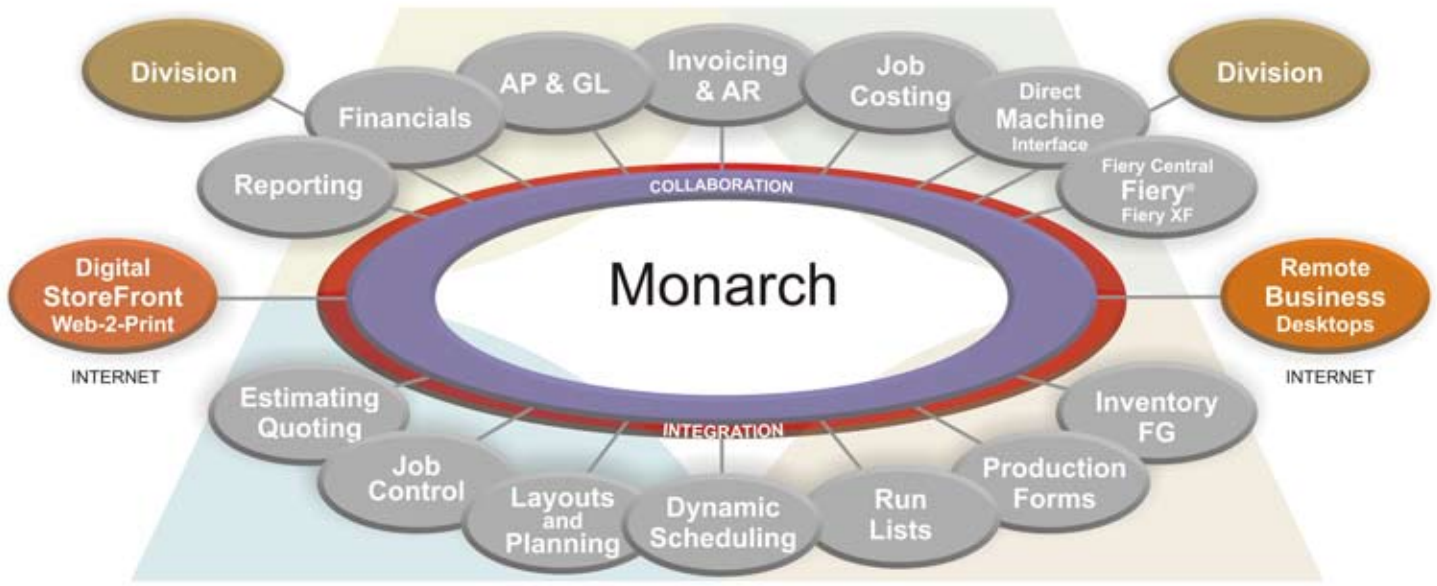 Division
Financials
Reporting
AP & GL
Invoicing
& AR
Job
Costing
Direct
Machine
Interface
Division
Fiery Central
Fiery®
Fiery XF
COLLABORATION
Monarch
INTEGRATION
Digital
StoreFront
Web-2-Print
INTERNET
Remote
Business
Desktops
INTERNET
Estimating
Quoting
Job
Control
Layouts
and
Planning
Dynamic
Scheduling
Run
Lists
Production
Forms
Inventory
FG